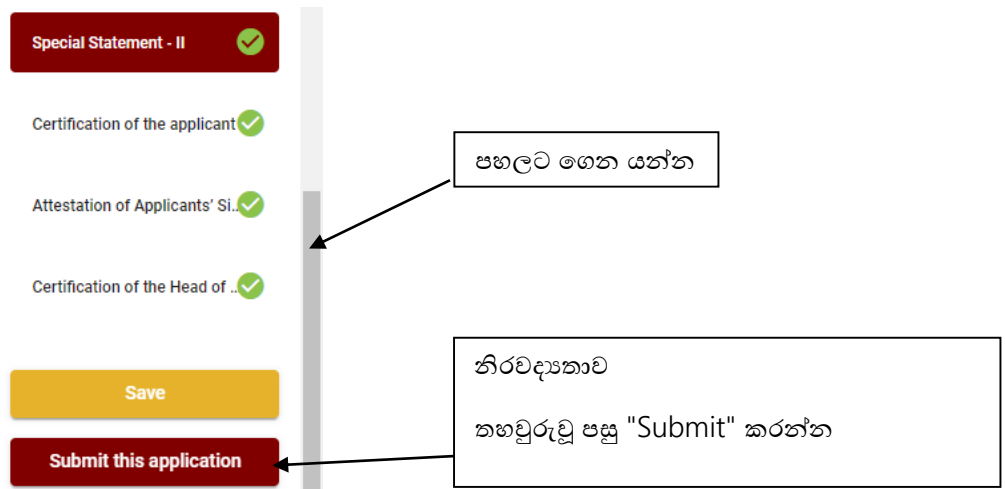 Special Statement - II
Certification of the applicant
පහලට ගෙන යන්න
Attestation of Applicants' Si..
Certification of the Head of ..
නිරවද්‍යතාව
Save
තහවුරුවූ පසු "Submit" කරන්න
Submit this application